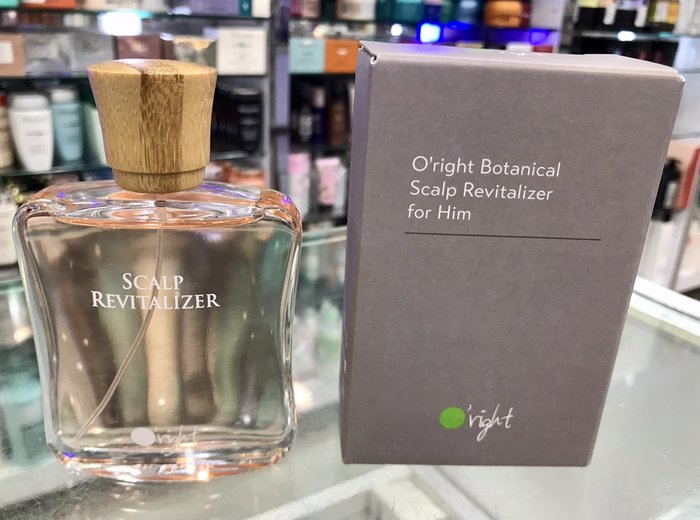 SCALP
REVITALIZER
O'right
O'right Botanical
Scalp Revitalizer
for Him
O'right